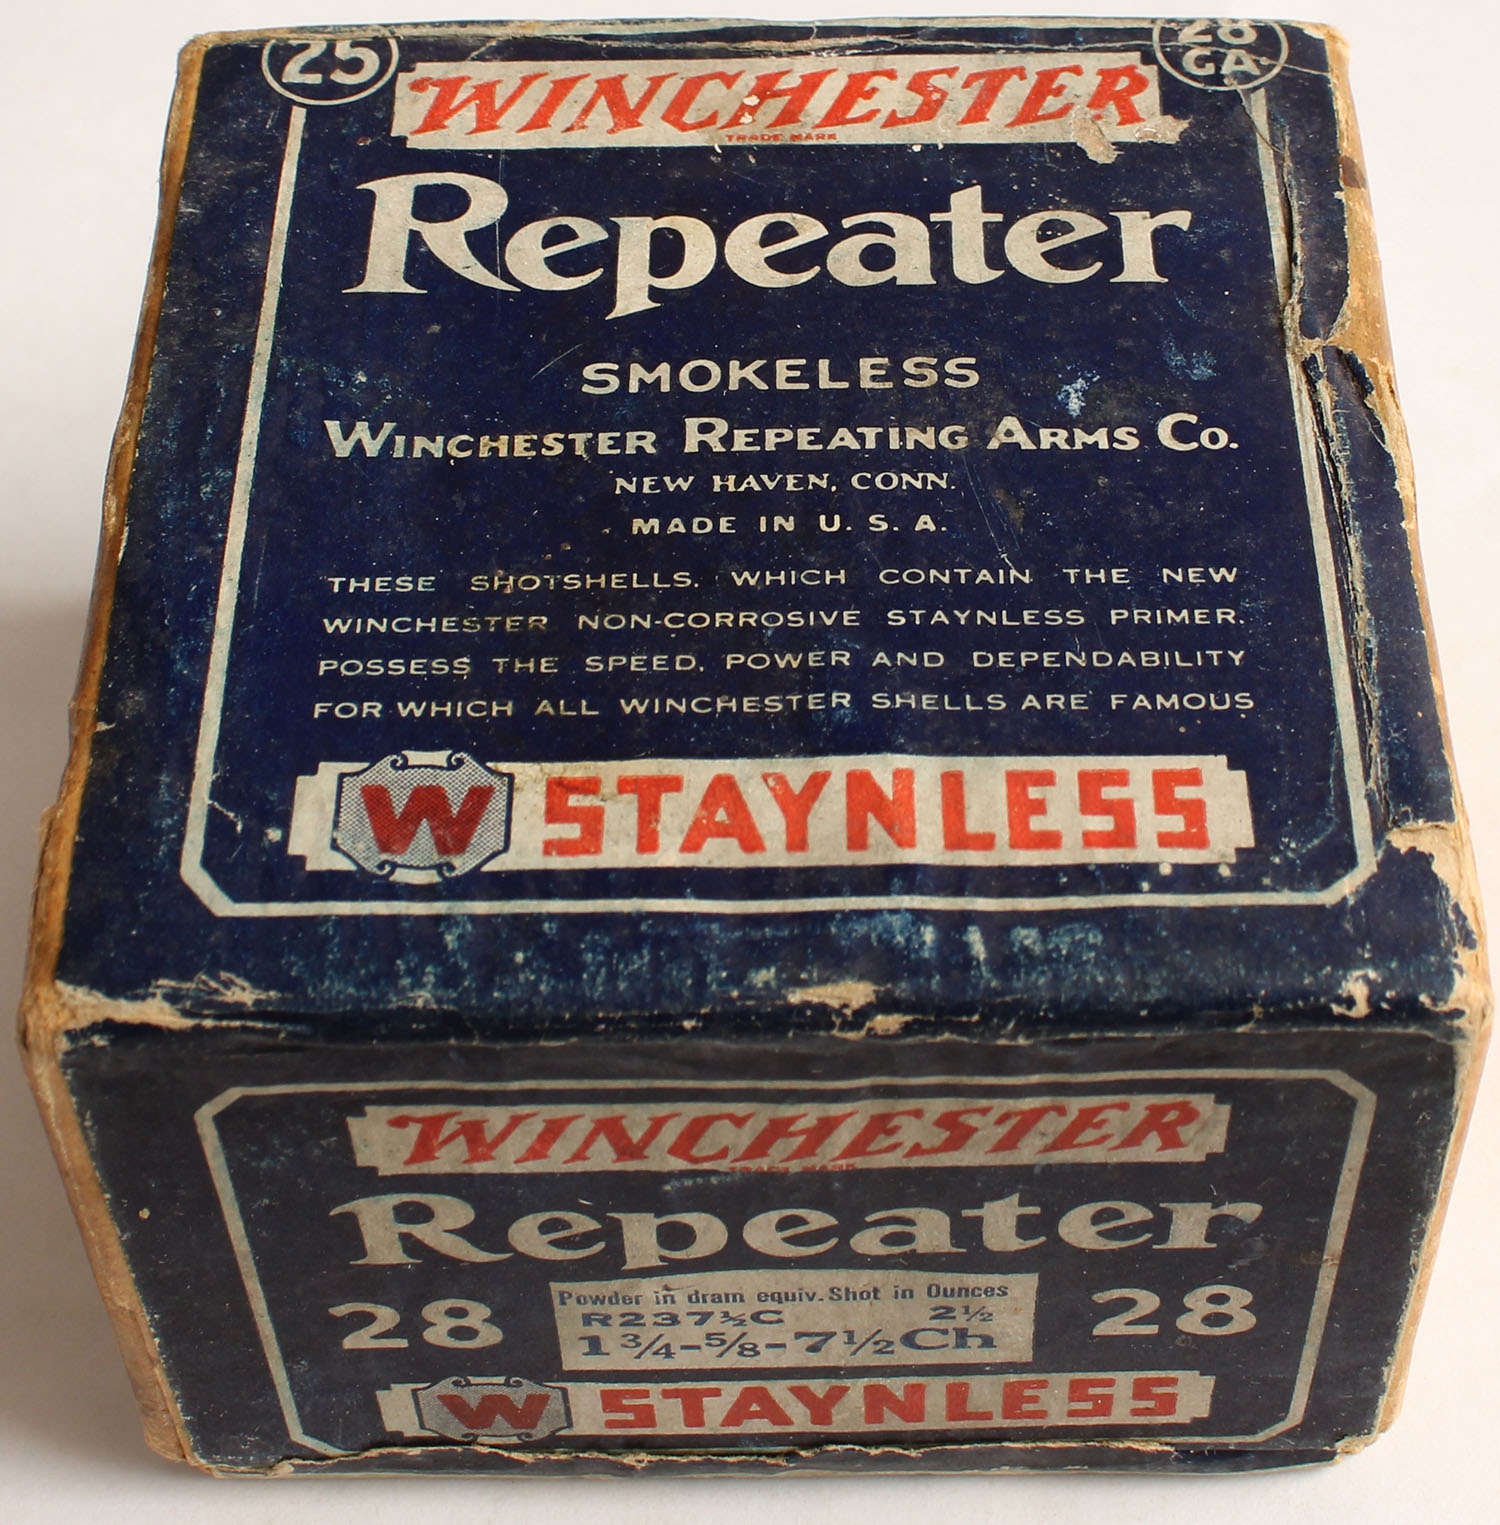 25
28
GA.
WINCHESTER
TRADE MARK
Repeater
SMOKELESS
WINCHESTER REPEATING ARMS CO.
NEW HAVEN, CONN.
MADE IN U. S. A.
THESE SHOTSHELLS, WHICH CONTAIN THE NEW
WINCHESTER NON-CORROSIVE STAYNLESS PRIMER,
POSSESS THE SPEED, POWER AND DEPENDABILITY
FOR WHICH ALL WINCHESTER SHELLS ARE FAMOUS
W STAYNLESS
WINCHESTER
TRADE MARK
Repeater
28 28
Powder in dram equiv. Shot in Ounces
R237½C 2½
1¾-⅝-7½Ch
W STAYNLESS